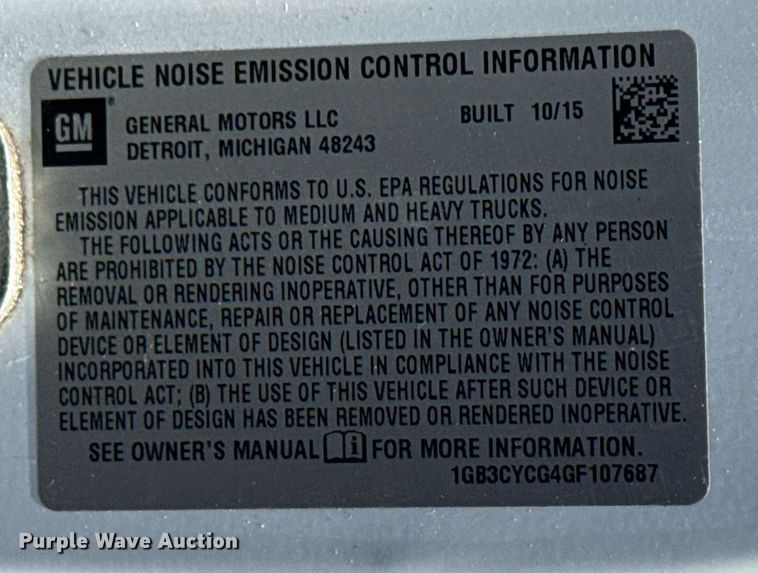 VEHICLE NOISE EMISSION CONTROL INFORMATION
GM®
GENERAL MOTORS LLC
DETROIT, MICHIGAN 48243
BUILT 10/15
THIS VEHICLE CONFORMS TO U.S. EPA REGULATIONS FOR NOISE
EMISSION APPLICABLE TO MEDIUM AND HEAVY TRUCKS.
THE FOLLOWING ACTS OR THE CAUSING THEREOF BY ANY PERSON
ARE PROHIBITED BY THE NOISE CONTROL ACT OF 1972: (A) THE
REMOVAL OR RENDERING INOPERATIVE, OTHER THAN FOR PURPOSES
OF MAINTENANCE, REPAIR OR REPLACEMENT OF ANY NOISE CONTROL
DEVICE OR ELEMENT OF DESIGN (LISTED IN THE OWNER'S MANUAL)
INCORPORATED INTO THIS VEHICLE IN COMPLIANCE WITH THE NOISE
CONTROL ACT; (B) THE USE OF THIS VEHICLE AFTER SUCH DEVICE OR
ELEMENT OF DESIGN HAS BEEN REMOVED OR RENDERED INOPERATIVE.
SEE OWNER'S MANUAL i FOR MORE INFORMATION.
1GB3CYCG4GF107687
Purple Wave Auction